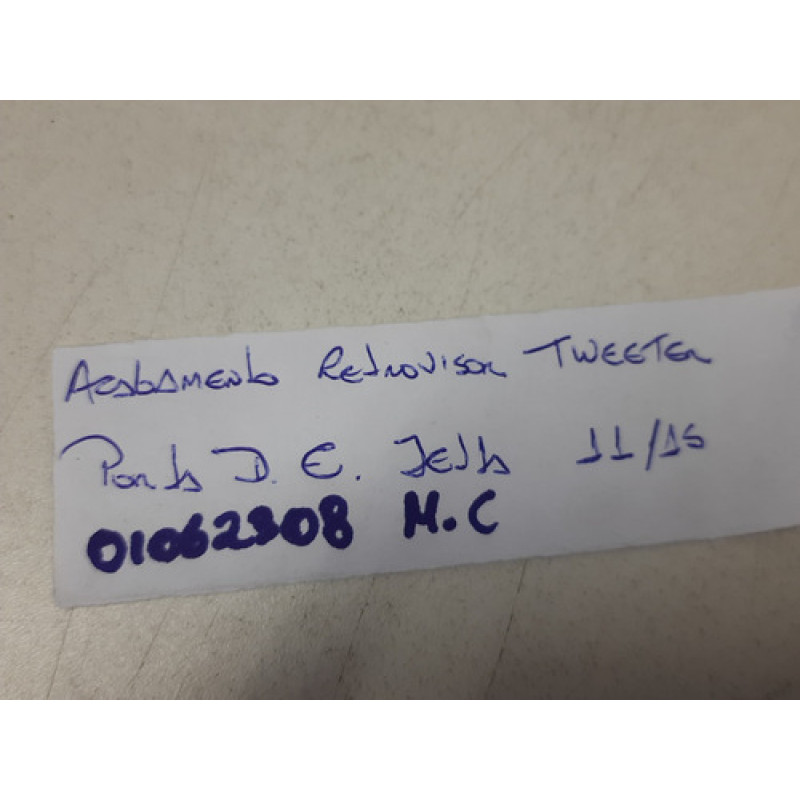 Acabamento Retrovisor Tweeter
Porta D. E. Jetta 11/15
01062308 M.C